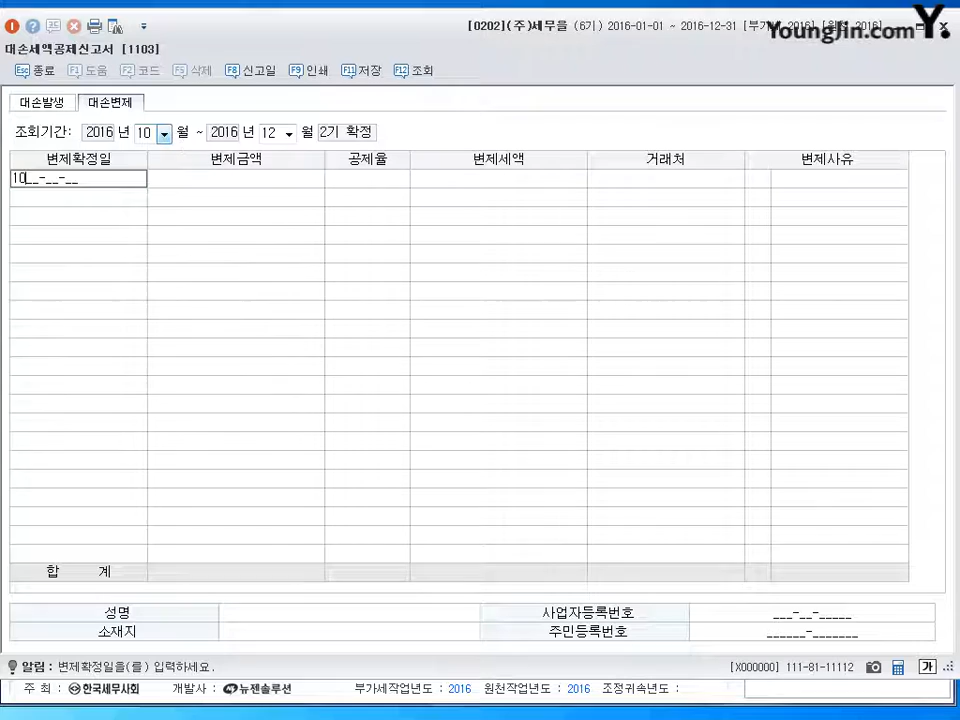 [0202](주)세무을 (6기) 2016-01-01 ~ 2016-12-31 [부가세 2016] [원천 2016]
YoungJin.com Y.
대손세액공제신고서 [1103]
Esc 종료 F1 도움 F2 코드 F5 삭제 F8 신고일 F9 인쇄 F11 저장 F12 조회
대손발생 대손변제
조회기간: 2016 년 10 월 ~ 2016 년 12 월 2기 확정
변제확정일 변제금액 공제율 변제세액 거래처 변제사유
10__-__-__
합 계
성명 사업자등록번호 ___-__-_____
소재지 주민등록번호 ______-_______
알림 : 변제확정일을(를) 입력하세요. [X000000] 111-81-11112 가
주 최 : 한국세무사회 개발사 : 뉴젠솔루션 부가세작업년도 : 2016 원천작업년도 : 2016 조정귀속년도 :